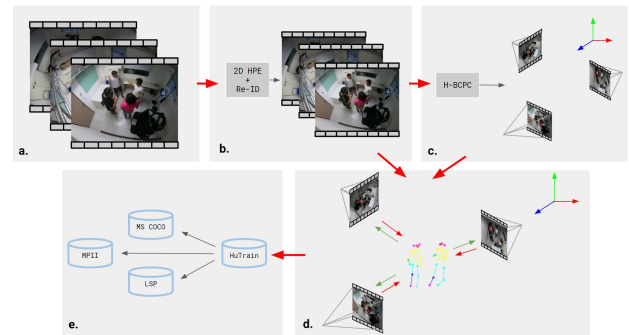 a.
2D HPE
+
Re-ID
b.
H-BCPC
c.
MS COCO
MPII
HuTrain
LSP
e.
d.